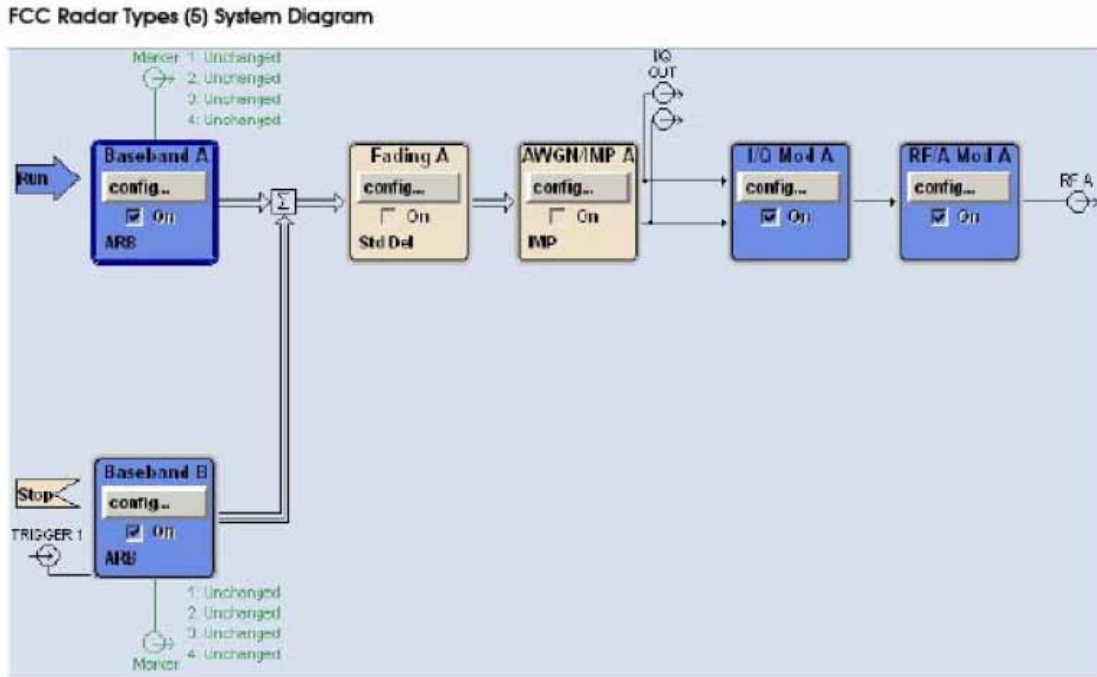 FCC Radar Types (5) System Diagram
Marker 1: Unchanged
2: Unchanged
3: Unchanged
4: Unchanged
I/Q
OUT
Run
Baseband A
config...
On
ARB
Σ
Fading A
config...
On
Std Del
AWGN/IMP A
config...
On
IMP
I/Q Mod A
config...
On
RF/A Mod A
config...
On
RF A
Stop
TRIGGER 1
Baseband B
config...
On
ARB
1: Unchanged
2: Unchanged
3: Unchanged
Marker 4: Unchanged